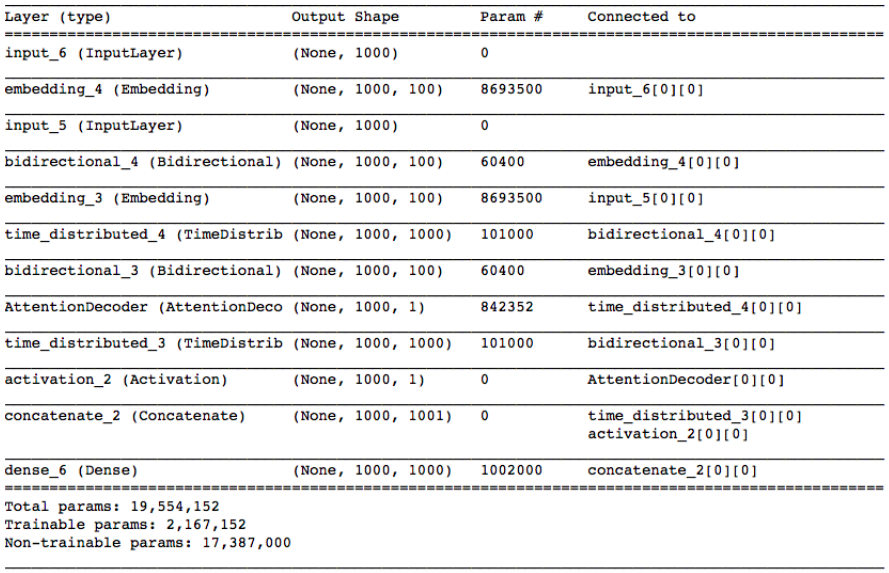 Layer (type) Output Shape Param # Connected to
input_6 (InputLayer) (None, 1000) 0
embedding_4 (Embedding) (None, 1000, 100) 8693500 input_6[0][0]
input_5 (InputLayer) (None, 1000) 0
bidirectional_4 (Bidirectional) (None, 1000, 100) 60400 embedding_4[0][0]
embedding_3 (Embedding) (None, 1000, 100) 8693500 input_5[0][0]
time_distributed_4 (TimeDistrib (None, 1000, 1000) 101000 bidirectional_4[0][0]
bidirectional_3 (Bidirectional) (None, 1000, 100) 60400 embedding_3[0][0]
AttentionDecoder (AttentionDeco (None, 1000, 1) 842352 time_distributed_4[0][0]
time_distributed_3 (TimeDistrib (None, 1000, 1000) 101000 bidirectional_3[0][0]
activation_2 (Activation) (None, 1000, 1) 0 AttentionDecoder[0][0]
concatenate_2 (Concatenate) (None, 1000, 1001) 0 time_distributed_3[0][0]
activation_2[0][0]
dense_6 (Dense) (None, 1000, 1000) 1002000 concatenate_2[0][0]
Total params: 19,554,152
Trainable params: 2,167,152
Non-trainable params: 17,387,000